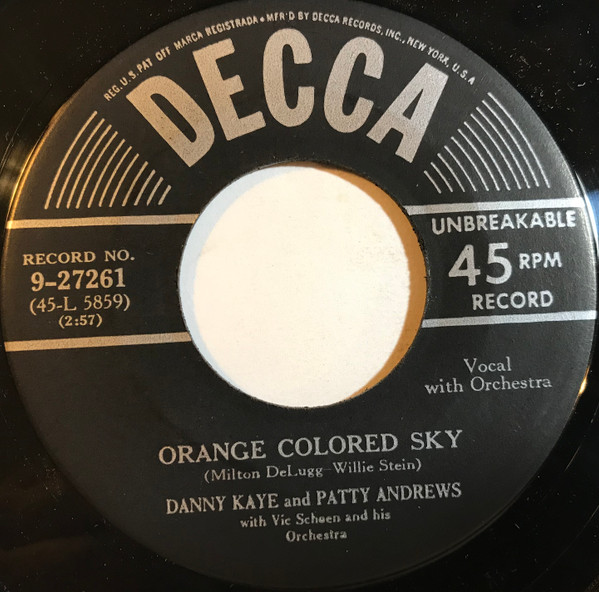 REG. U.S. PAT. OFF. MARCA REGISTRADA • MFR'D BY DECCA RECORDS, INC., NEW YORK, U.S.A.
DECCA
RECORD NO.
9-27261
(45-L 5859)
(2:57)
UNBREAKABLE
45 RPM
RECORD
Vocal
with Orchestra
ORANGE COLORED SKY
(Milton DeLugg-Willie Stein)
DANNY KAYE and PATTY ANDREWS
with Vic Schoen and his
Orchestra